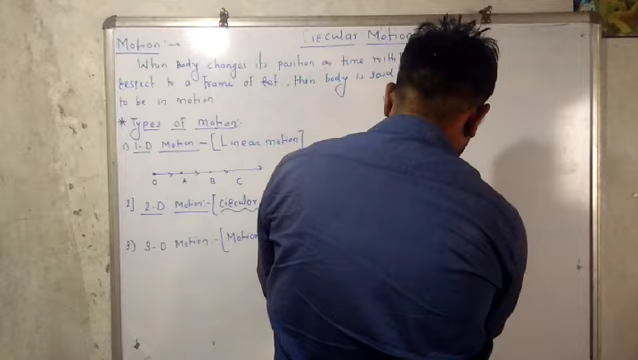 Circular Motion
Motion :-
When Body changes its position as time with
respect to a frame of ref., then body is said
to be in motion
* Types of motion:
1) 1-D Motion - [Linear motion]
O A B C
2] 2-D Motion:- [Circular
3) 3-D Motion :- [Motion